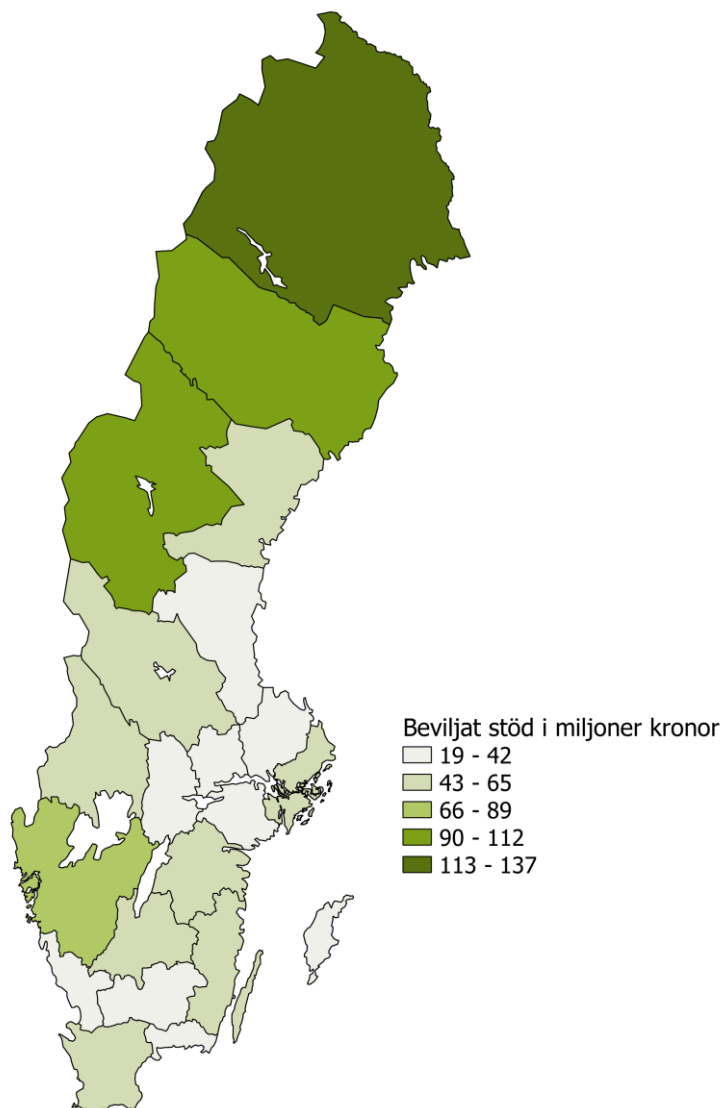 Beviljat stöd i miljoner kronor
19 - 42
43 - 65
66 - 89
90 - 112
113 - 137